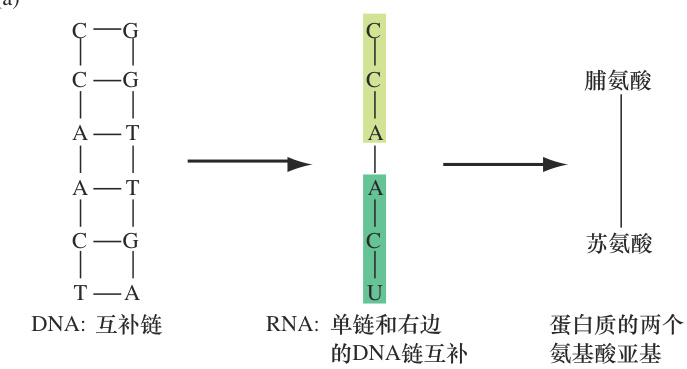 (a)
C G C
C G C 脯氨酸
A T A
A T A
C G C 苏氨酸
T A U
DNA: 互补链 RNA: 单链和右边 蛋白质的两个
的DNA链互补 氨基酸亚基